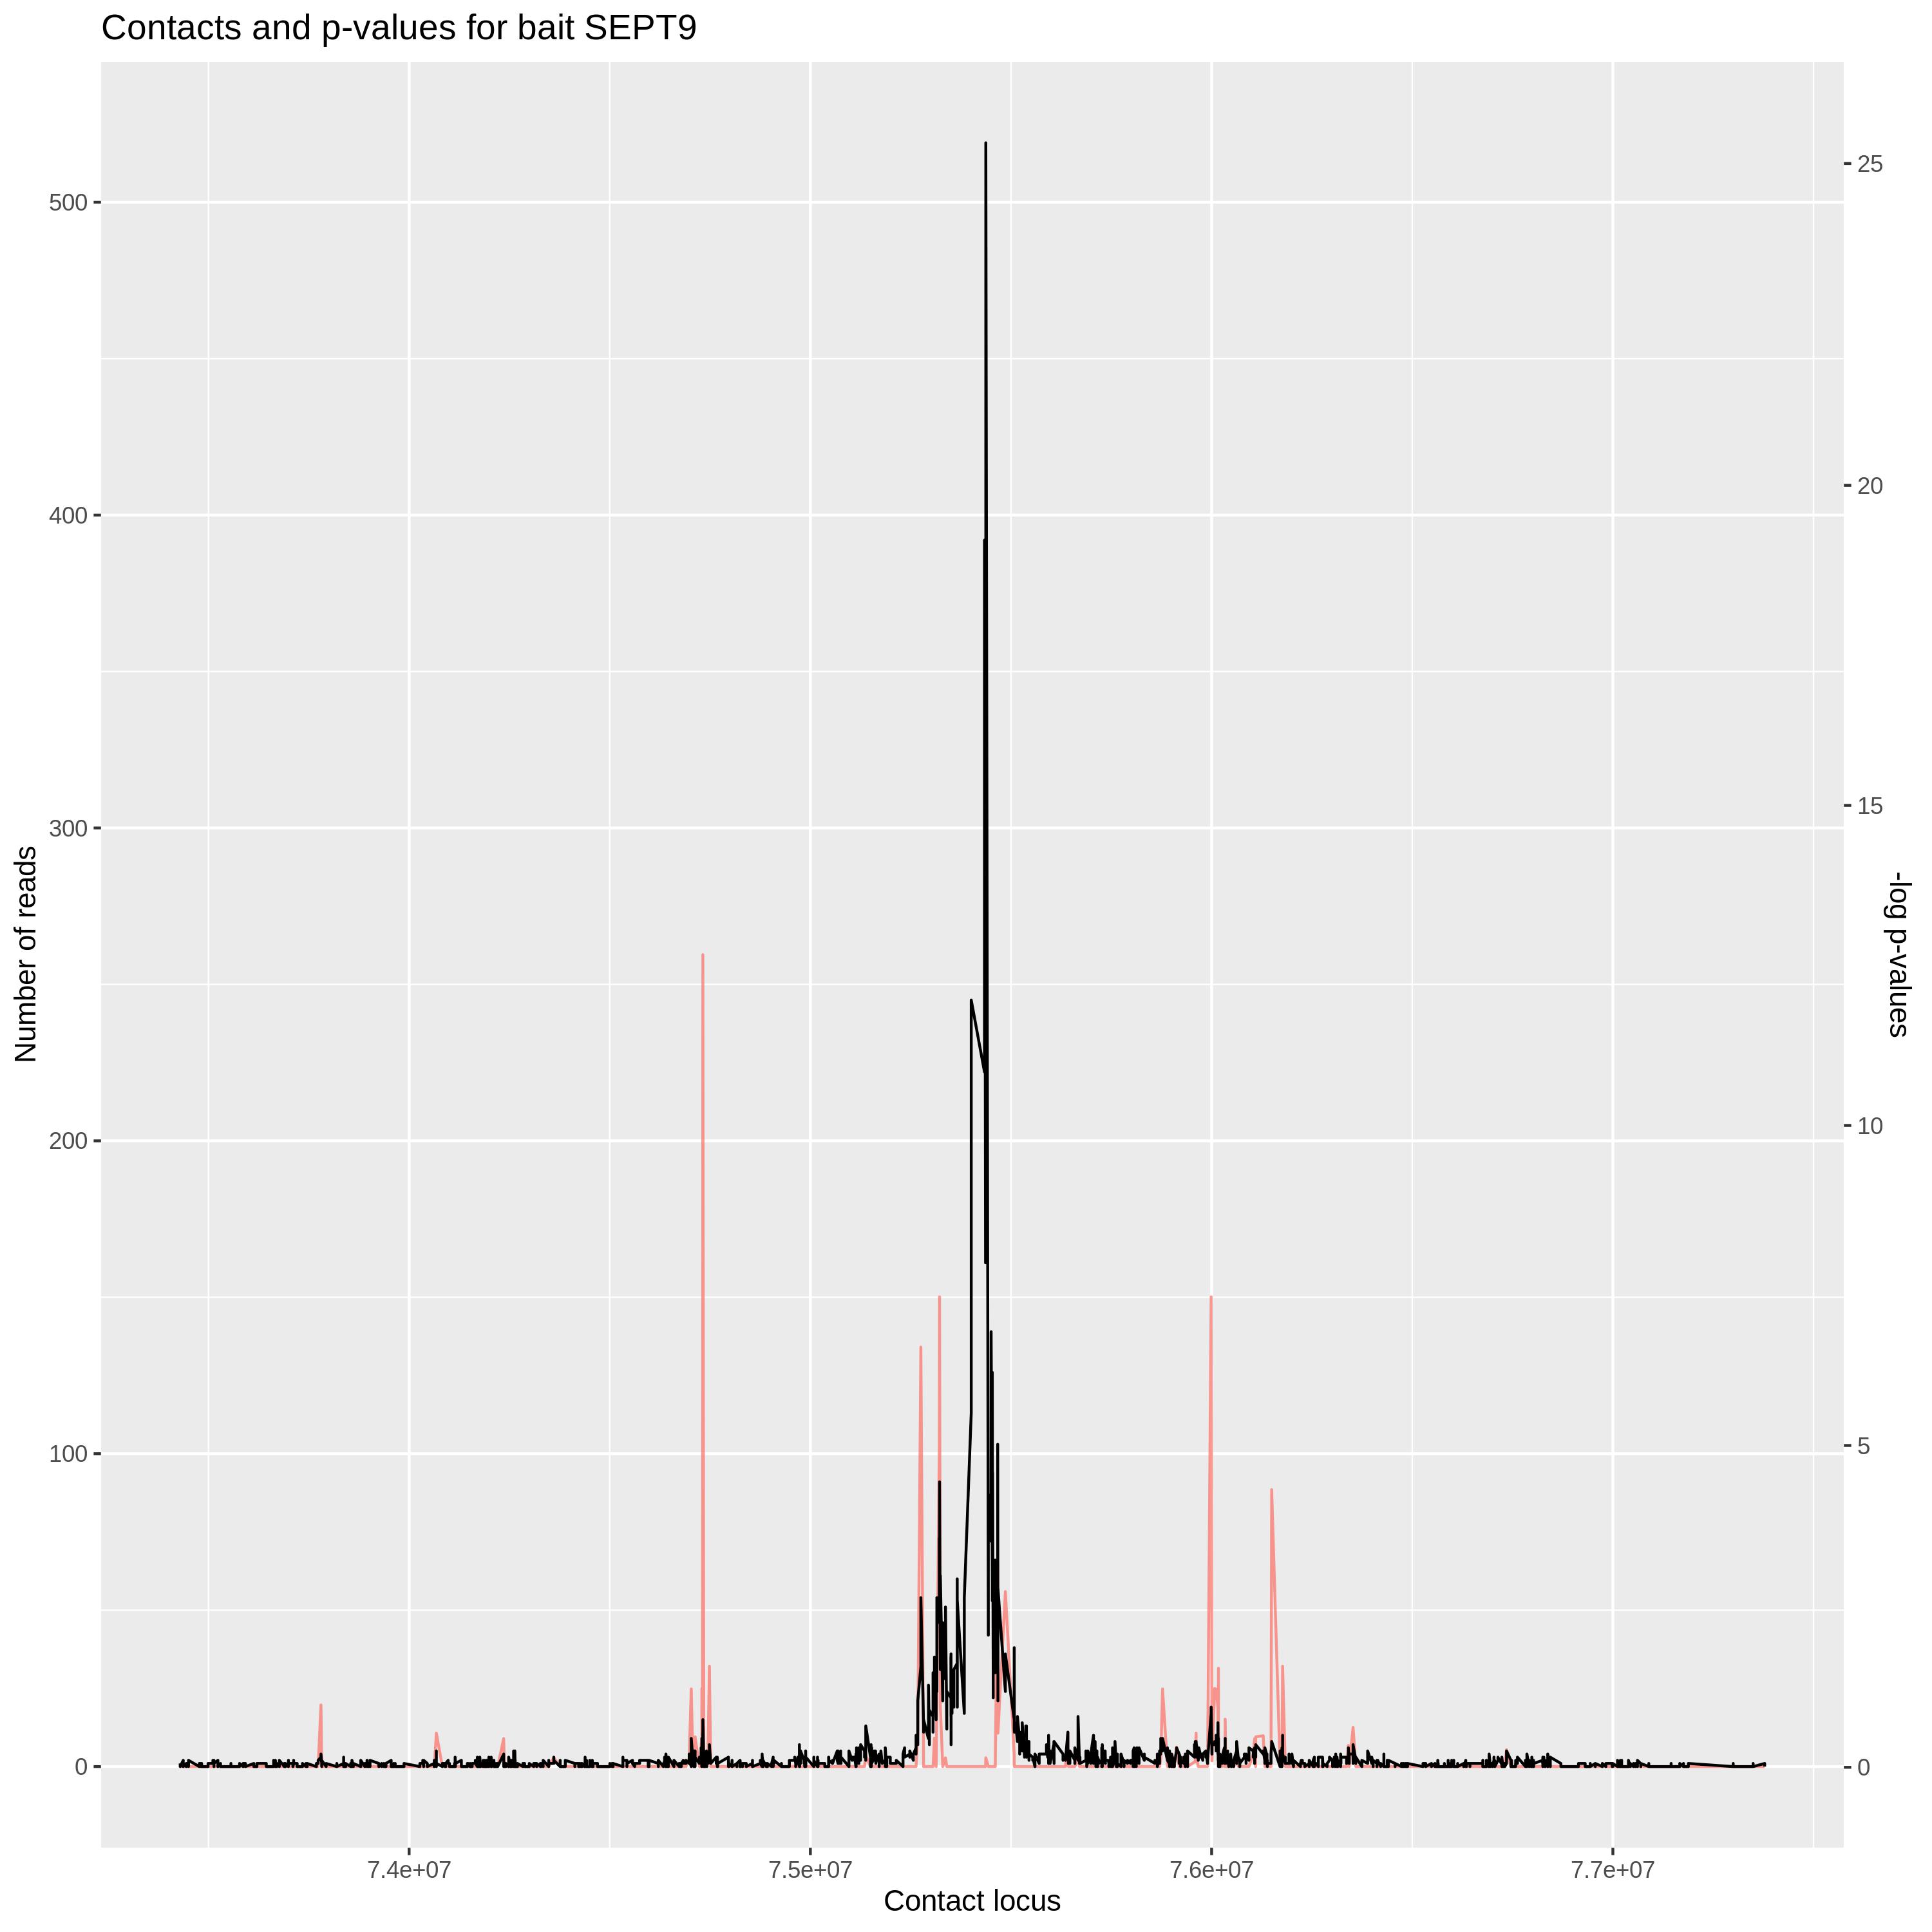 Contacts and p-values for bait SEPT9
Number of reads
500
400
300
200
100
0
25
20
15
10
5
0
-log p-values
7.4e+07 7.5e+07 7.6e+07 7.7e+07
Contact locus